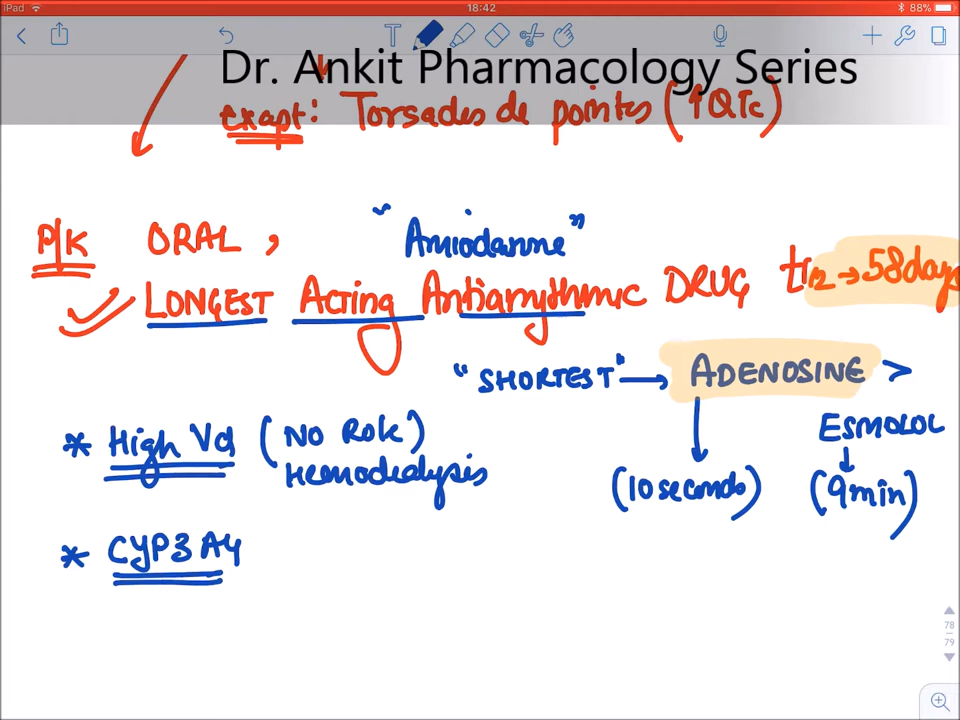 iPad 18:42 88%
Dr. Ankit Pharmacology Series
except: Torsades de pointes (↑QTc)
P/K ORAL, "Amiodarone"
LONGEST Acting Antiarrythmic DRUG t1/2 → 58days
"SHORTEST" → ADENOSINE >
ESMOLOL
* High Vd (No Role)
Hemodialysis
(10 seconds) (9min)
* CYP3A4
78
79